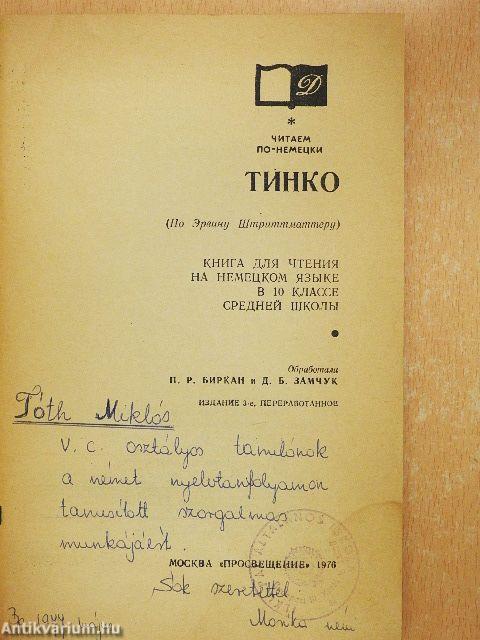 Д
*
ЧИТАЕМ
ПО-НЕМЕЦКИ
ТИНКО
(По Эрвину Штриттматтеру)
КНИГА ДЛЯ ЧТЕНИЯ
НА НЕМЕЦКОМ ЯЗЫКЕ
В 10 КЛАССЕ
СРЕДНЕЙ ШКОЛЫ
Обработали
П. Р. БИРКАН и Д. Б. ЗАМЧУК
ИЗДАНИЕ 3-е, ПЕРЕРАБОТАННОЕ
Tóth Miklós
V. c. osztályos tanulónak
a német nyelvtanfolyamon
tanusított szorgalmas
munkájáért.
МОСКВА «ПРОСВЕЩЕНИЕ» 1976
Sok szeretettel
Monika néni
Antikvarium.hu